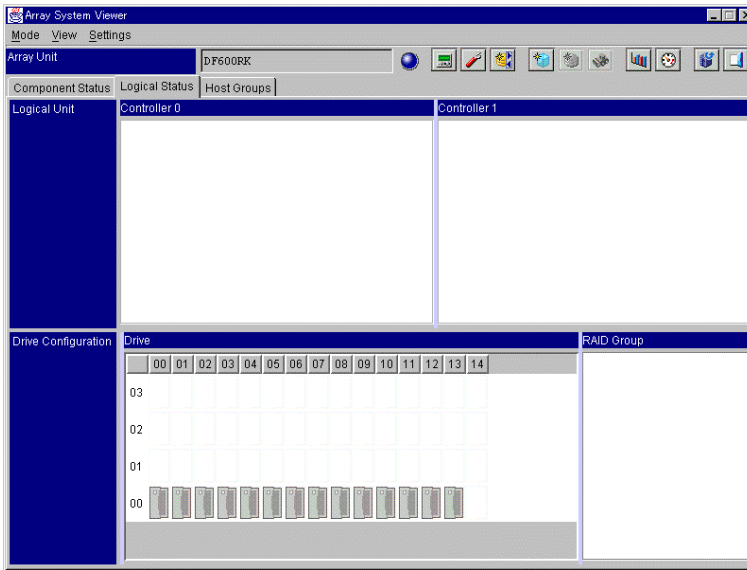 Array System Viewer
Mode View Settings
Array Unit DF600RK
Component Status Logical Status Host Groups
Logical Unit Controller 0 Controller 1
Drive Configuration Drive RAID Group
00 01 02 03 04 05 06 07 08 09 10 11 12 13 14
03
02
01
00